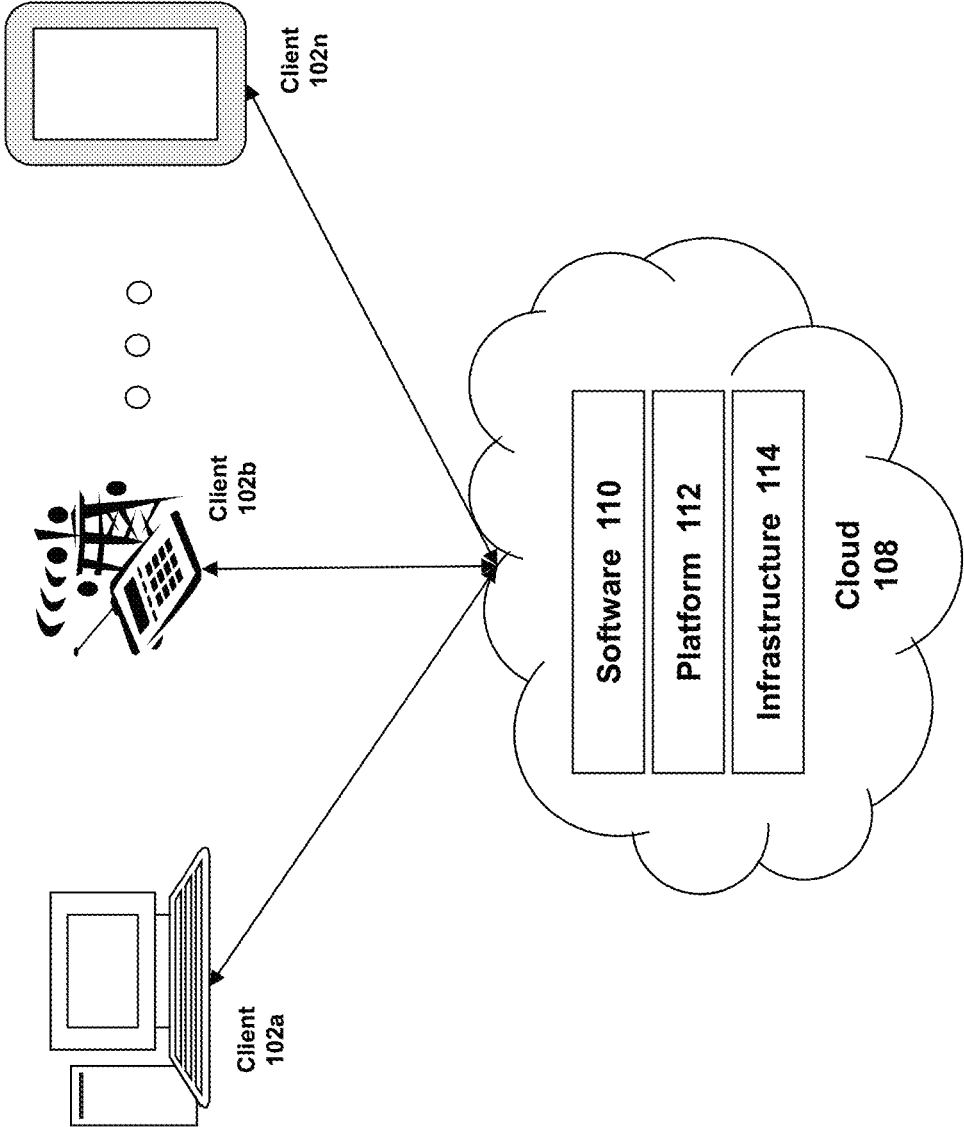 Client
102a
Client
102b
Client
102n
Software 110
Platform 112
Infrastructure 114
Cloud
108